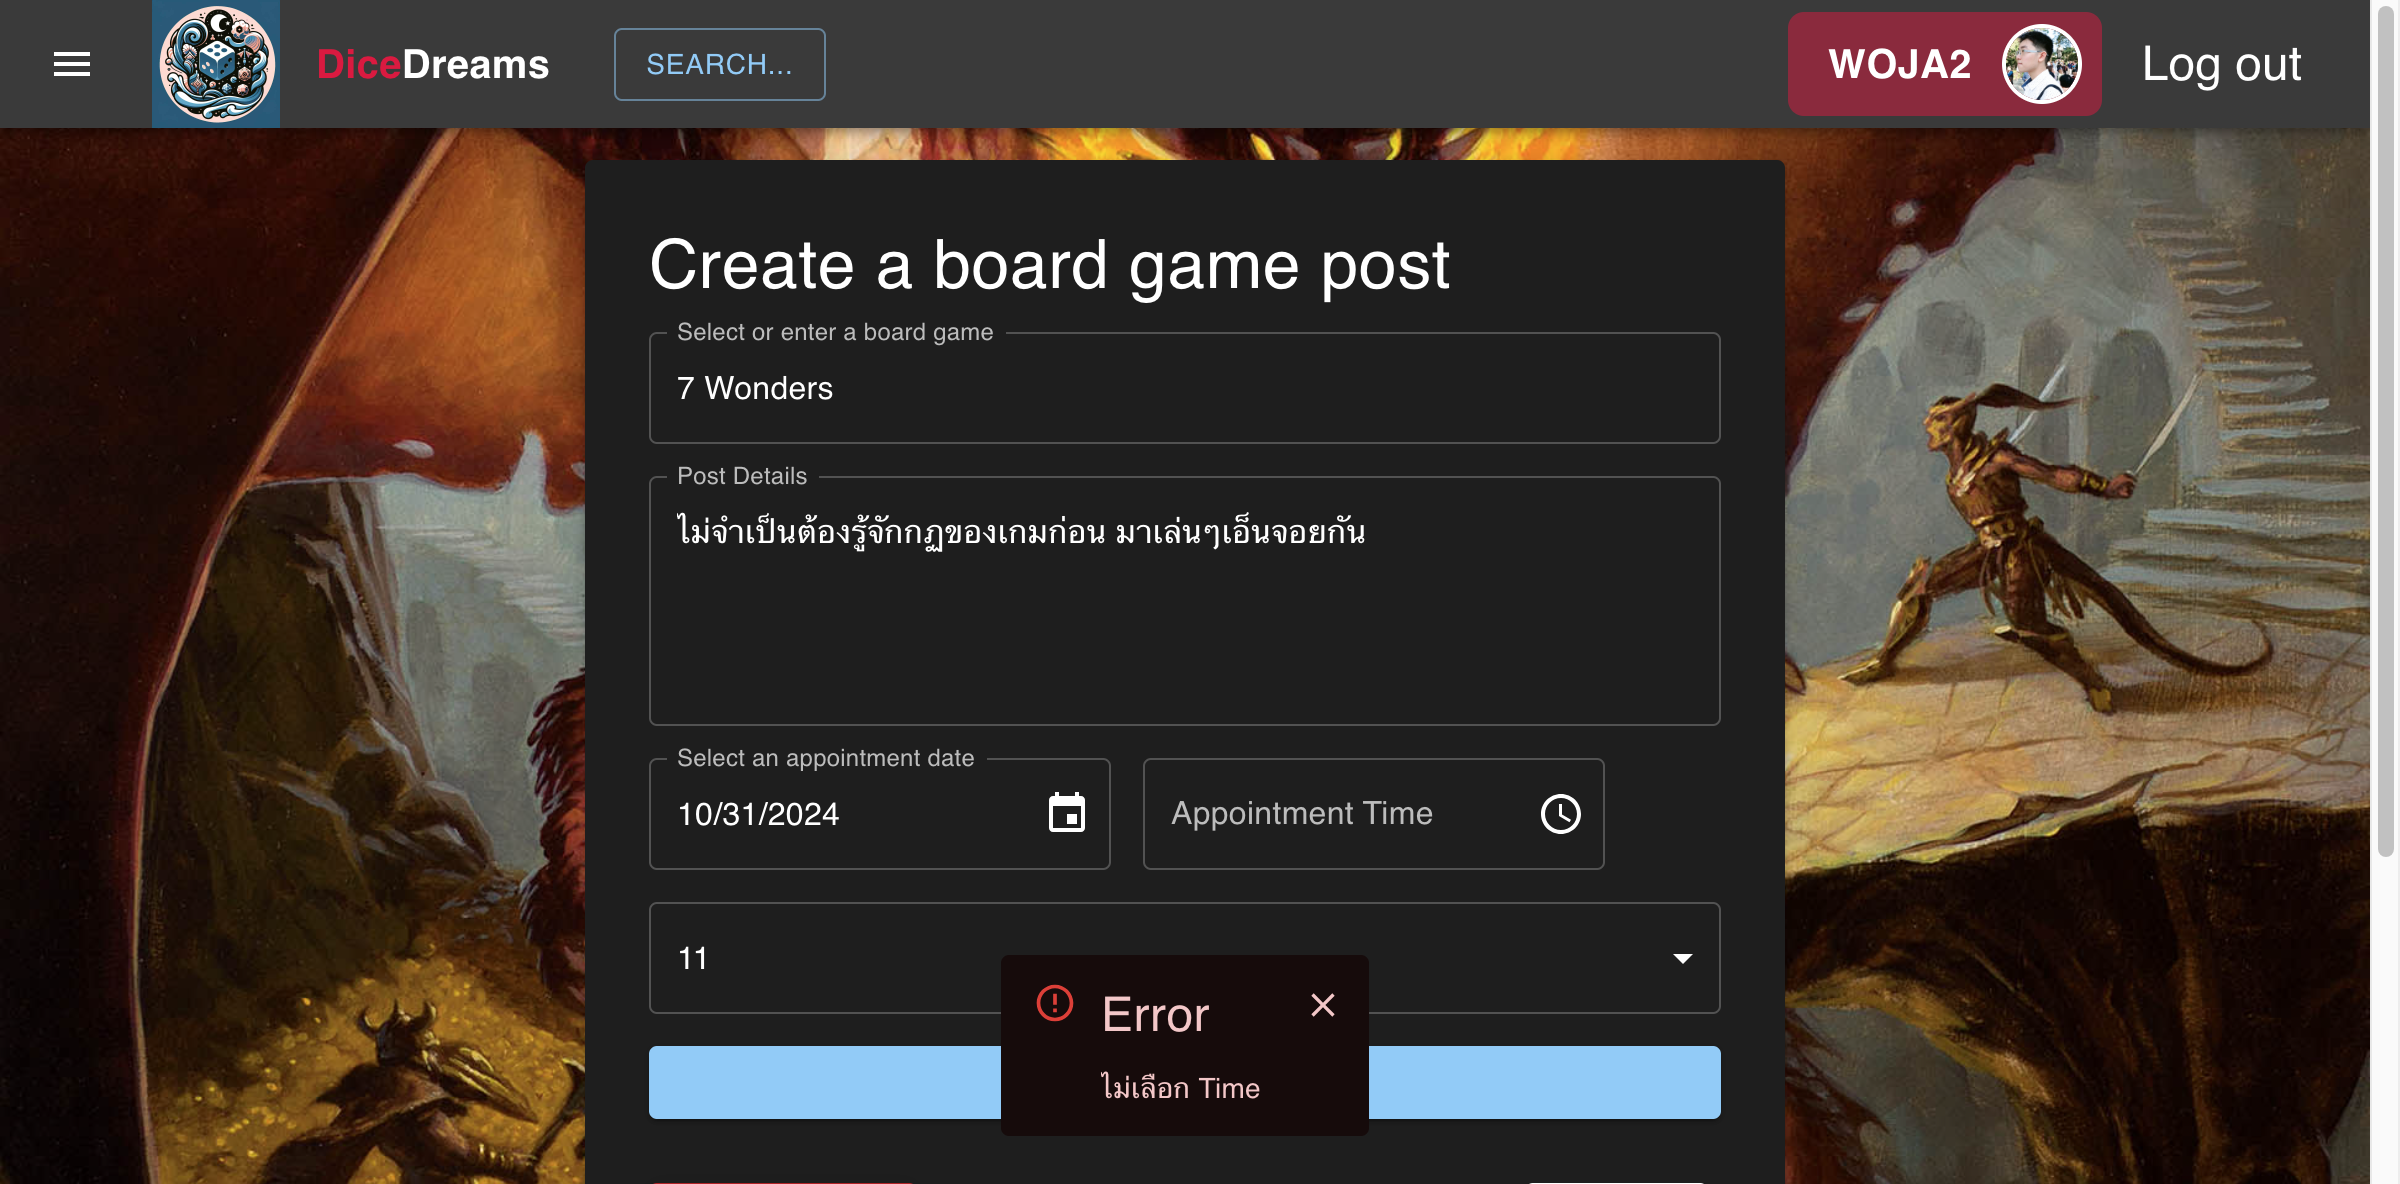 DiceDreams
SEARCH...
WOJA2
Log out
Create a board game post
Select or enter a board game
7 Wonders
Post Details
ไม่จำเป็นต้องรู้จักกฏของเกมก่อน มาเล่นๆเอ็นจอยกัน
Select an appointment date
10/31/2024
Appointment Time
11
Error
ไม่เลือก Time